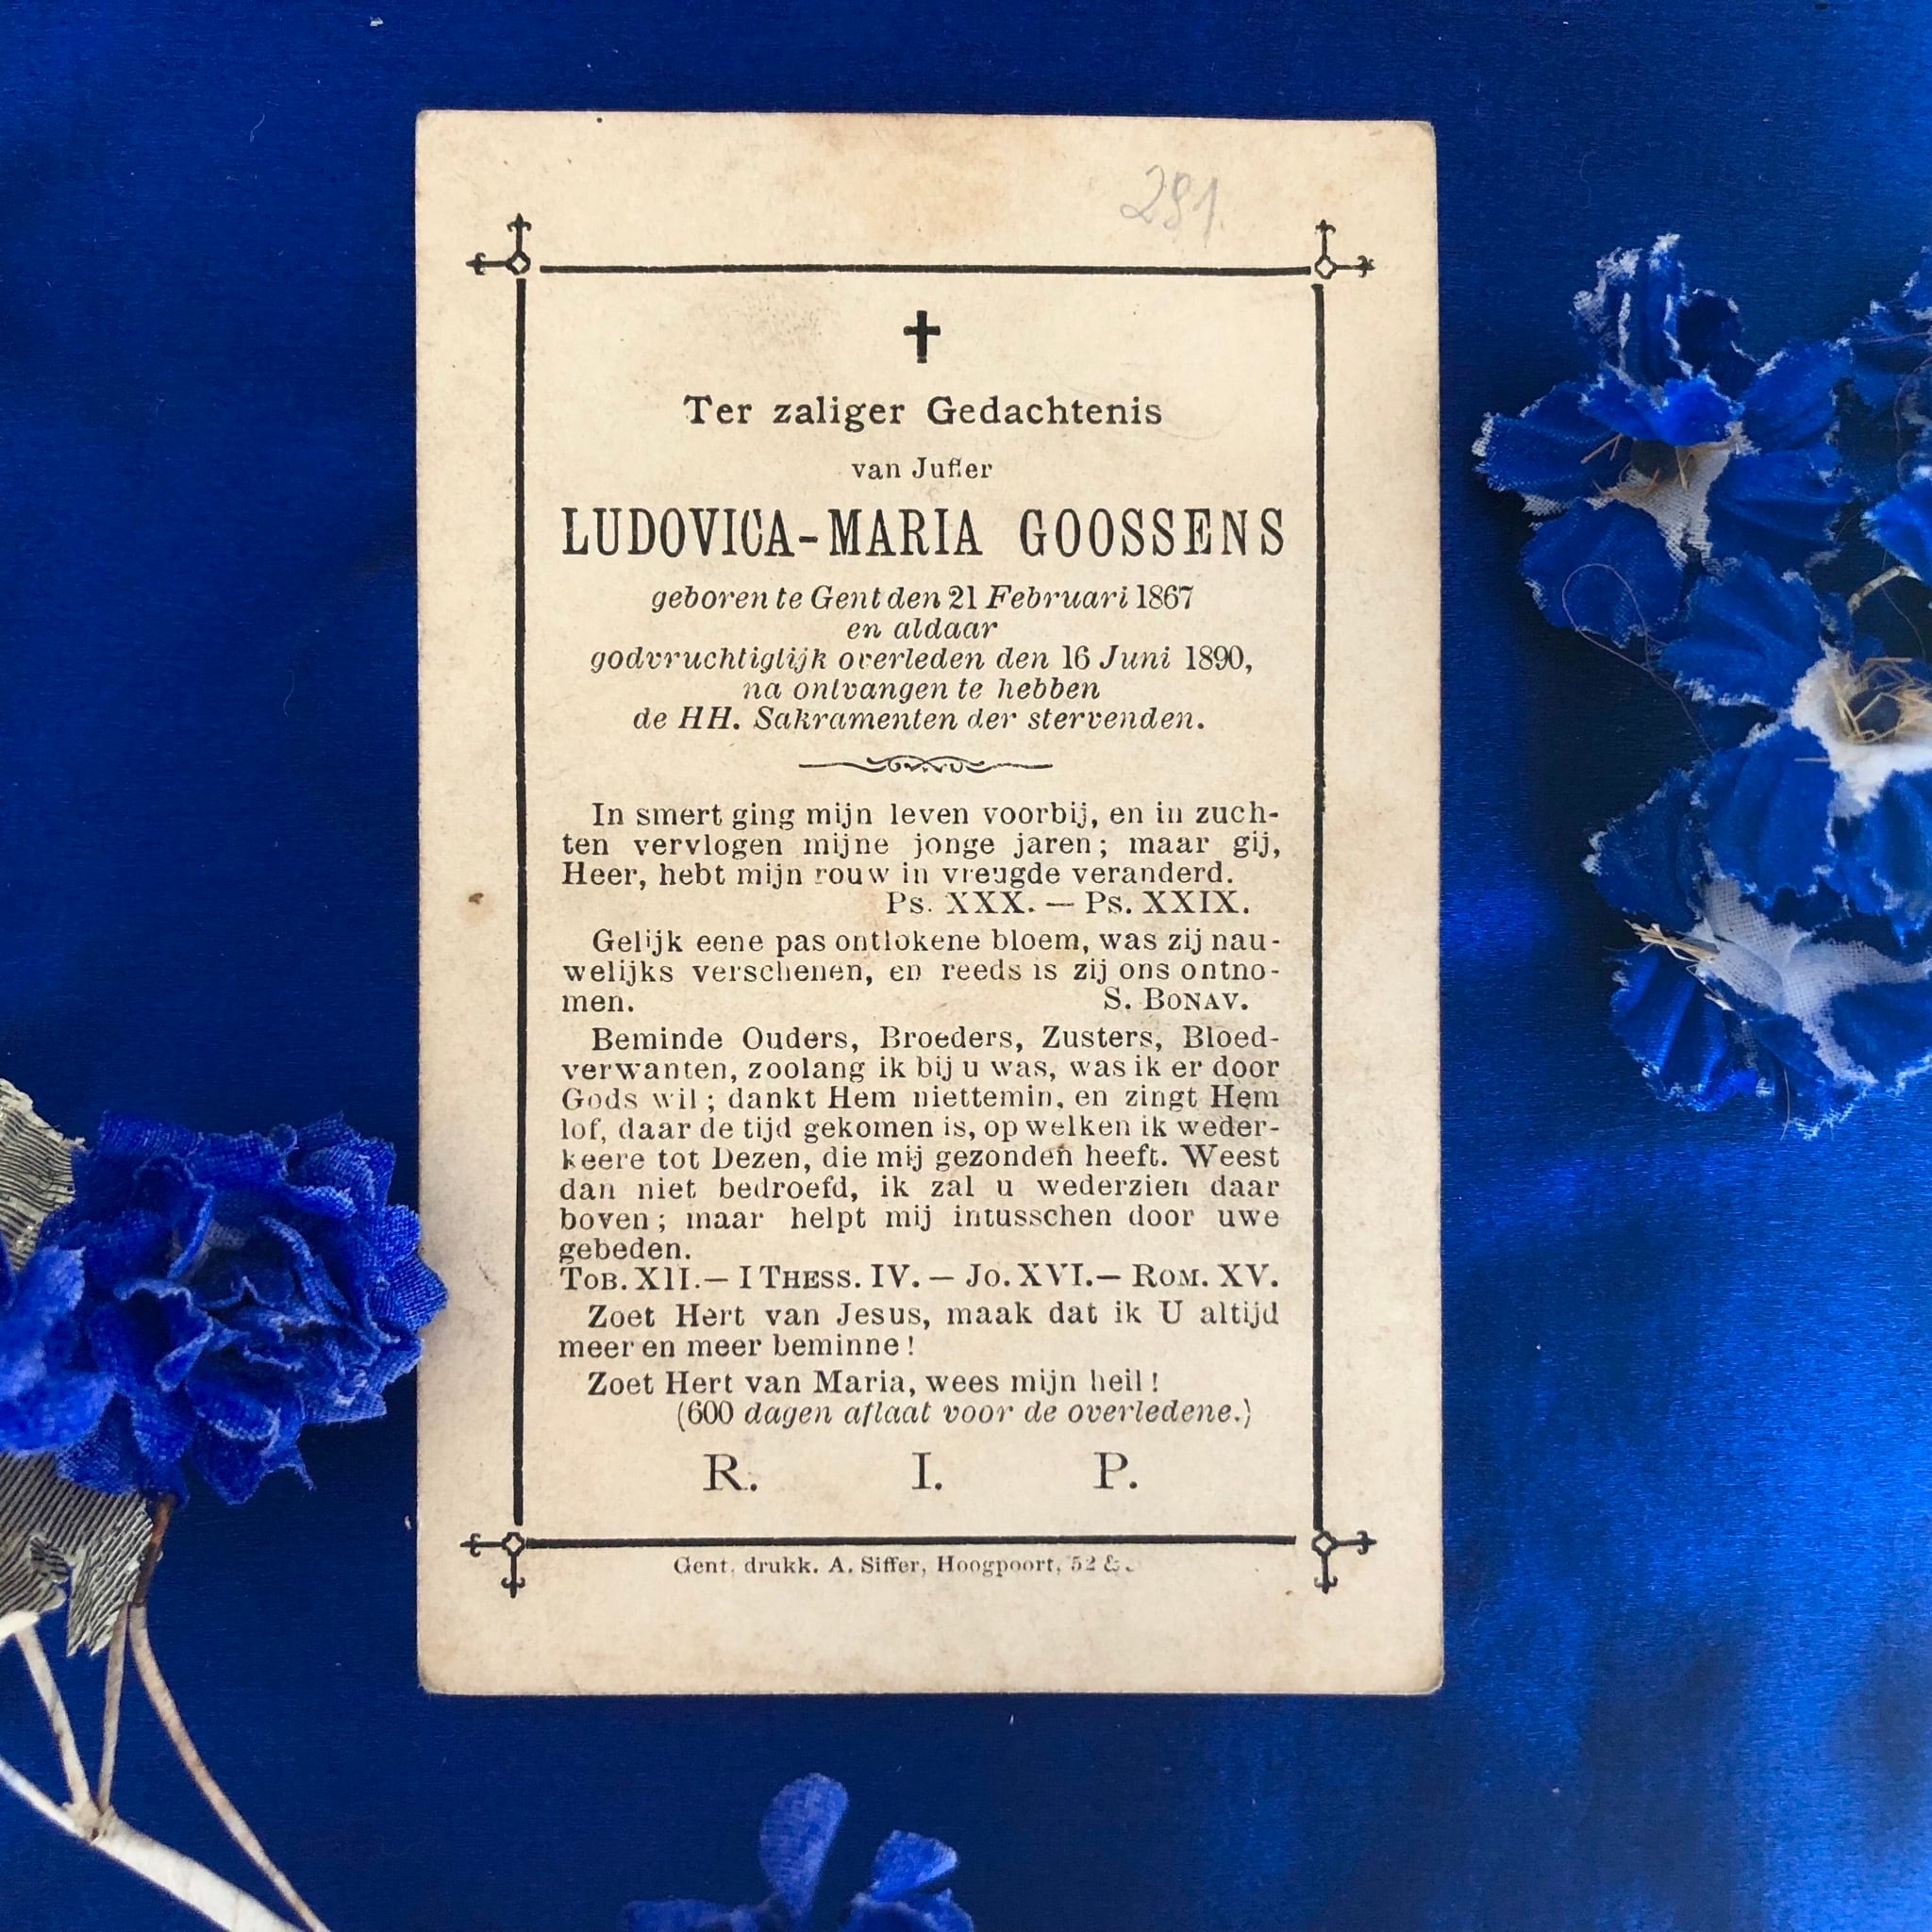 291.
✝
Ter zaliger Gedachtenis
van Juffer
LUDOVICA-MARIA GOOSSENS
geboren te Gent den 21 Februari 1867
en aldaar
godvruchtiglijk overleden den 16 Juni 1890,
na ontvangen te hebben
de HH. Sakramenten der stervenden.
In smert ging mijn leven voorbij, en in zuch-
ten vervlogen mijne jonge jaren; maar gij,
Heer, hebt mijn rouw in vreugde veranderd.
Ps. XXX. — Ps. XXIX.
Gelijk eene pas ontlokene bloem, was zij nau-
welijks verschenen, en reeds is zij ons ontno-
men. S. BONAV.
Beminde Ouders, Broeders, Zusters, Bloed-
verwanten, zoolang ik bij u was, was ik er door
Gods wil; dankt Hem niettemin, en zingt Hem
lof, daar de tijd gekomen is, op welken ik weder-
keere tot Dezen, die mij gezonden heeft. Weest
dan niet bedroefd, ik zal u wederzien daar
boven; maar helpt mij intusschen door uwe
gebeden.
TOB. XII. — I THESS. IV. — JO. XVI. — ROM. XV.
Zoet Hert van Jesus, maak dat ik U altijd
meer en meer beminne!
Zoet Hert van Maria, wees mijn heil!
(600 dagen aflaat voor de overledene.)
R. I. P.
Gent, drukk. A. Siffer, Hoogpoort, 52 &